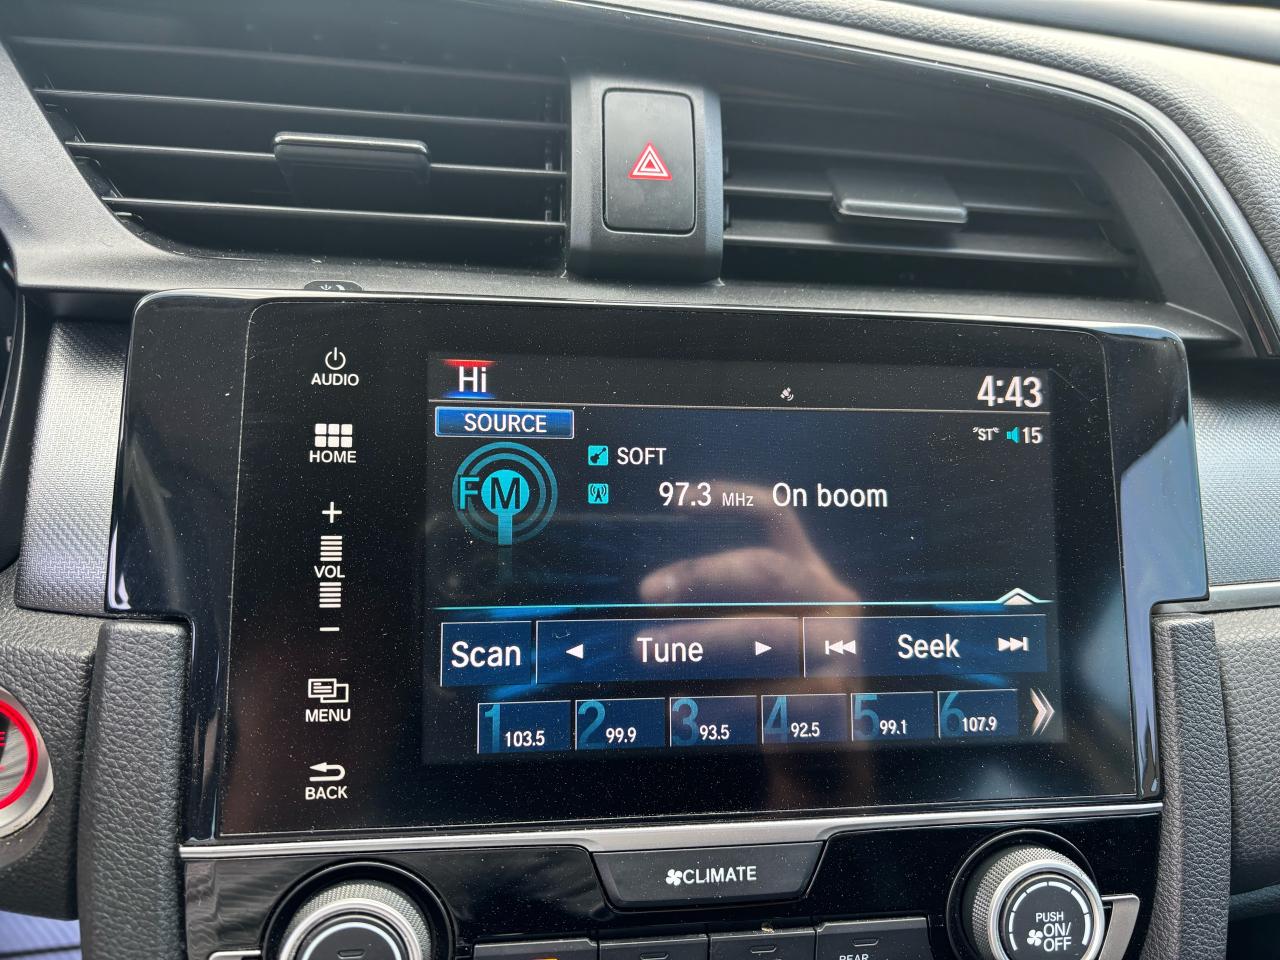 AUDIO
HOME
+
VOL
−
MENU
BACK
Hi
4:43
SOURCE
"ST" 15
FM
SOFT
97.3 MHz On boom
Scan
Tune
Seek
1 103.5
2 99.9
3 93.5
4 92.5
5 99.1
6 107.9
CLIMATE
PUSH
ON/
OFF
REAR